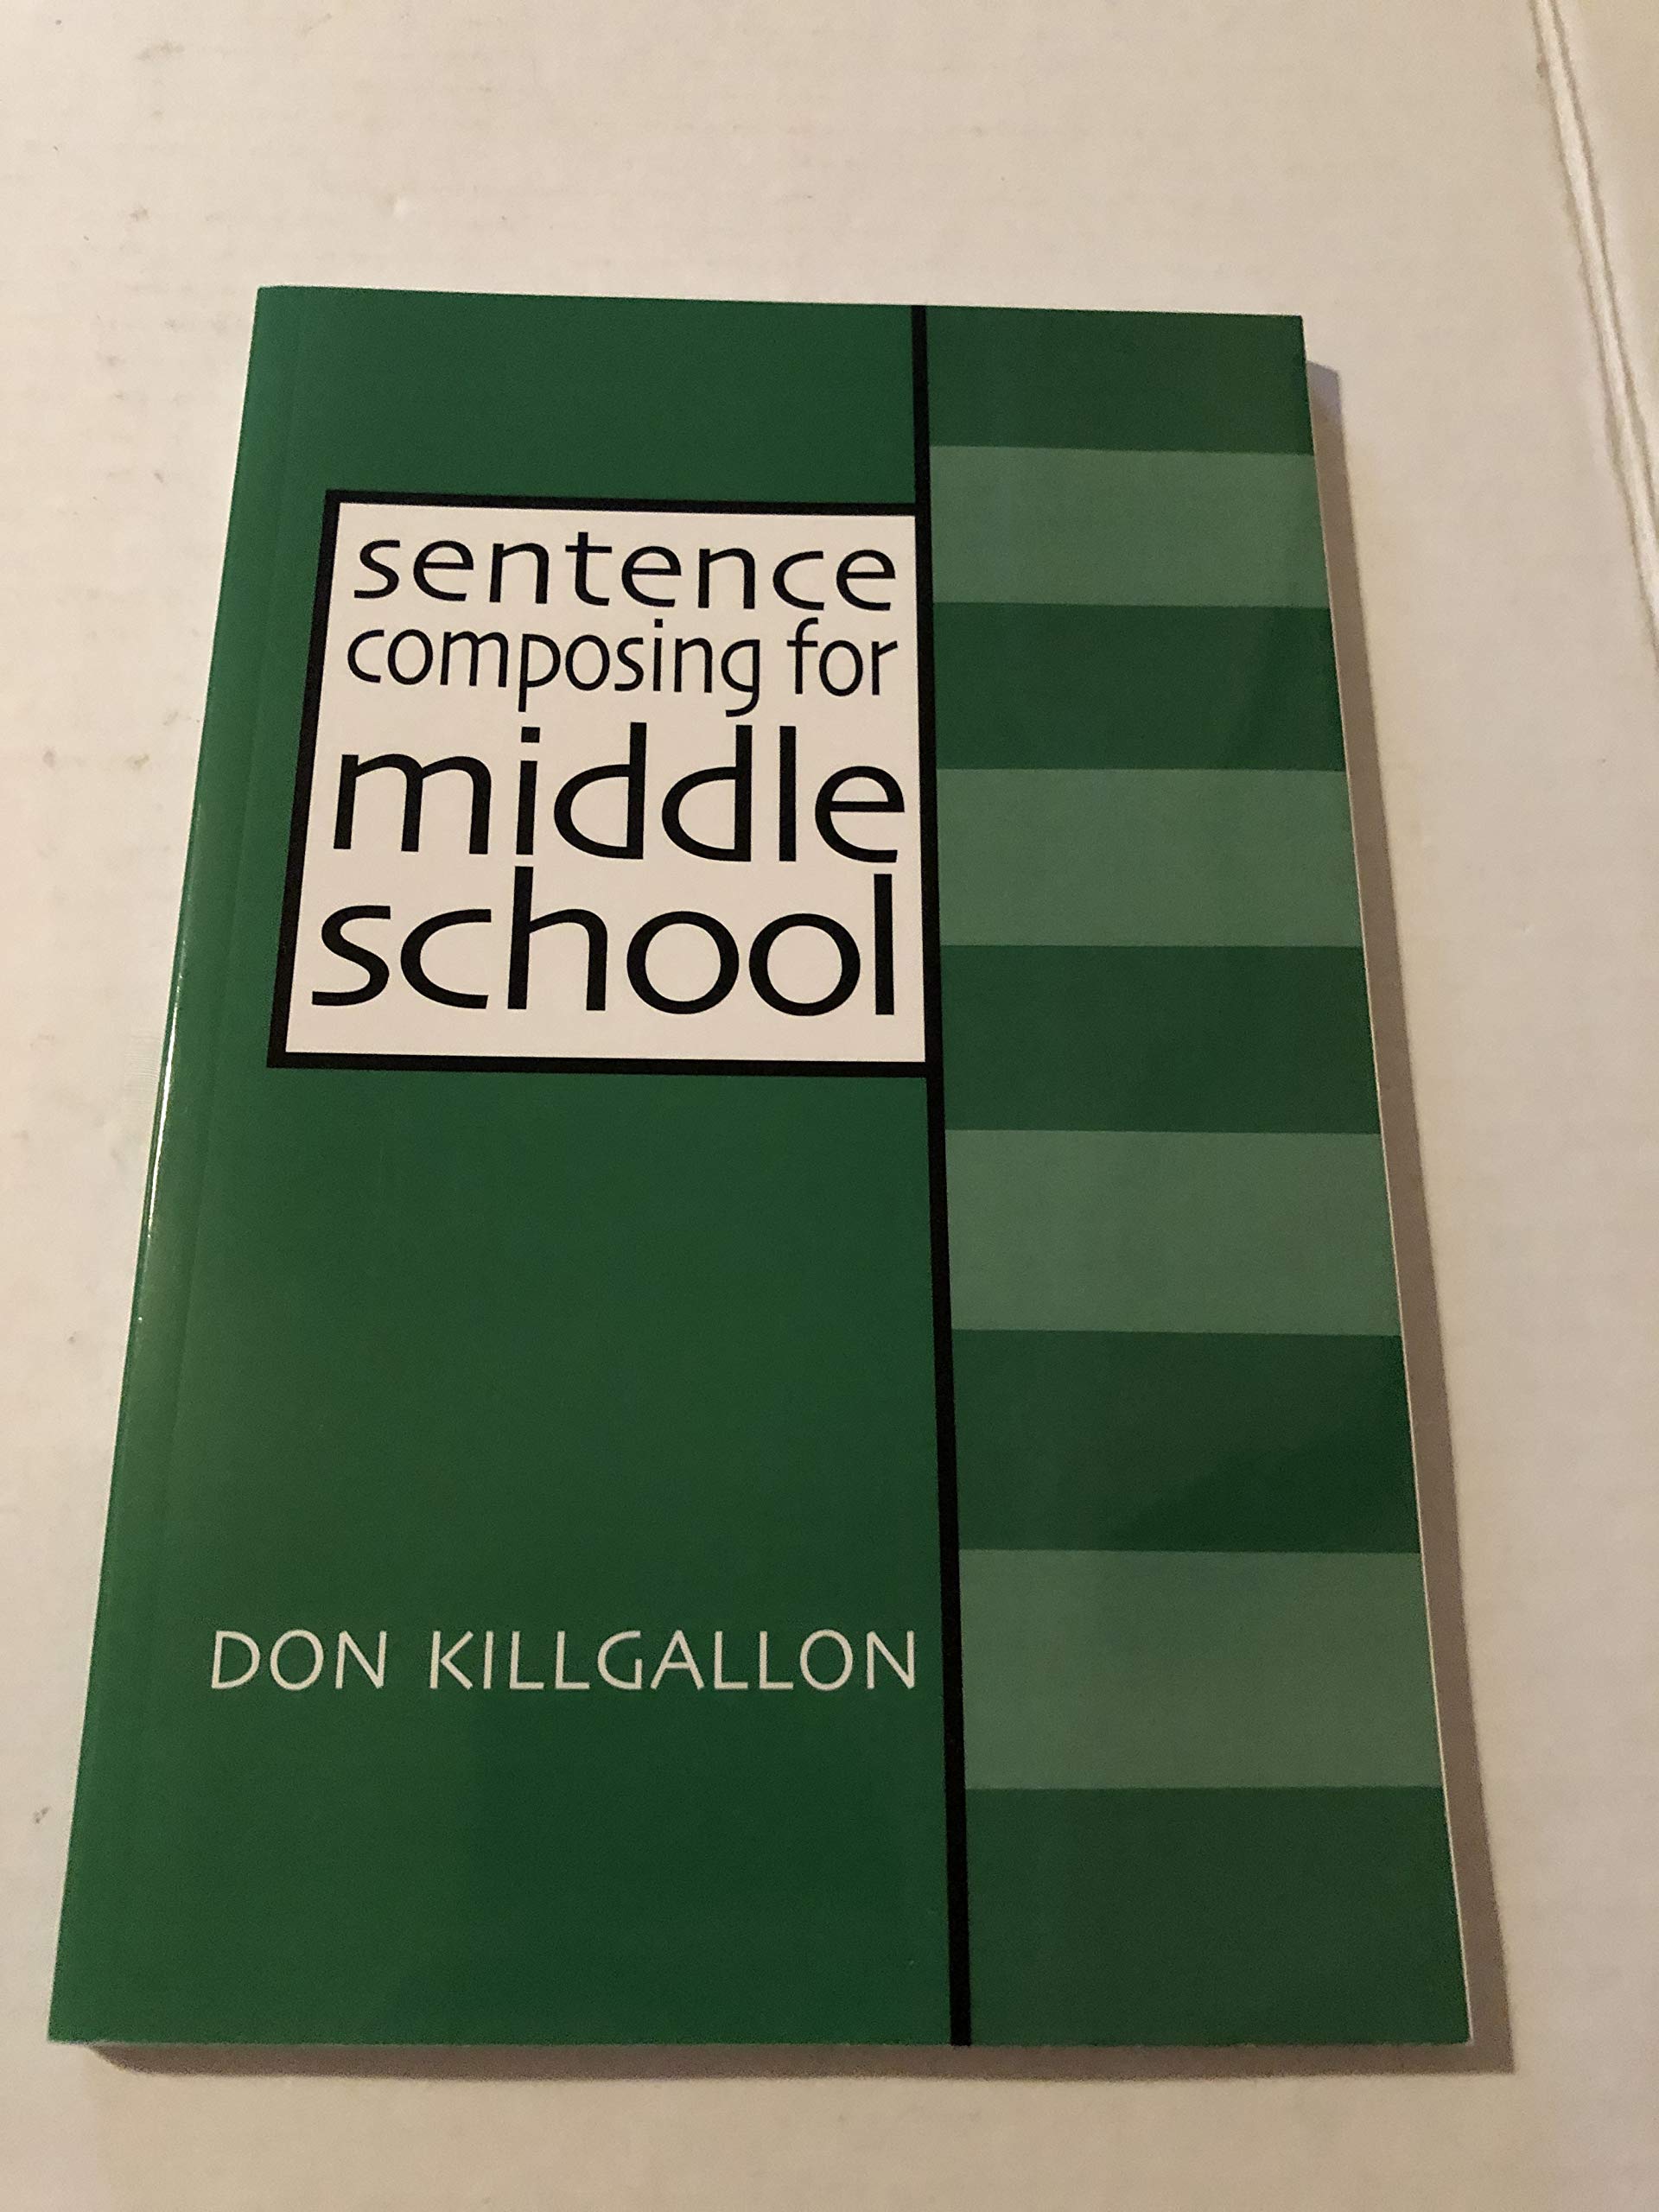 sentence
composing for
middle
school
DON KILLGALLON